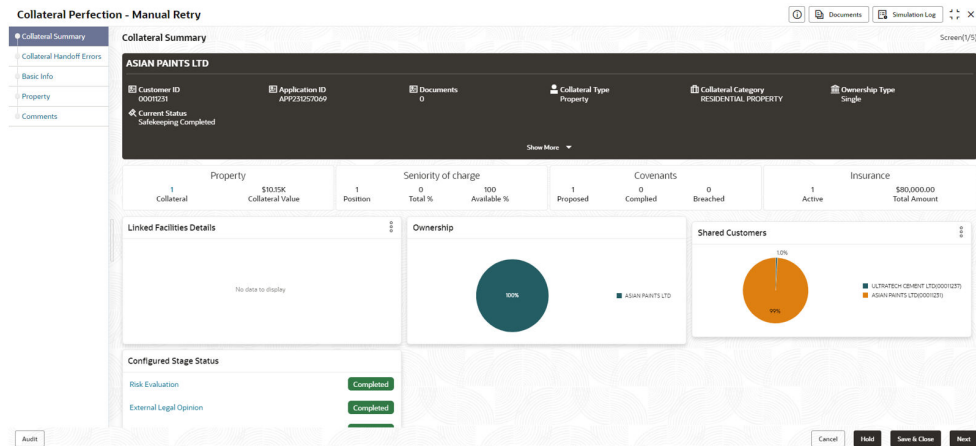 Collateral Perfection - Manual Retry
Documents
Simulation Log
Collateral Summary
Collateral Handoff Errors
Basic Info
Property
Comments
Collateral Summary
Screen(1/5)
ASIAN PAINTS LTD
Customer ID
00011231
Application ID
APP231257069
Documents
0
Collateral Type
Property
Collateral Category
RESIDENTIAL PROPERTY
Ownership Type
Single
Current Status
Safekeeping Completed
Show More
Property
1
Collateral
$10.15K
Collateral Value
Seniority of charge
1
Position
0
Total %
100
Available %
Covenants
1
Proposed
0
Complied
0
Breached
Insurance
1
Active
$80,000.00
Total Amount
Linked Facilities Details
No data to display
Ownership
100%
ASIAN PAINTS LTD
Shared Customers
1.0%
99%
ULTRATECH CEMENT LTD(00011237)
ASIAN PAINTS LTD(00011231)
Configured Stage Status
Risk Evaluation
Completed
External Legal Opinion
Completed
Audit
Cancel
Hold
Save & Close
Next